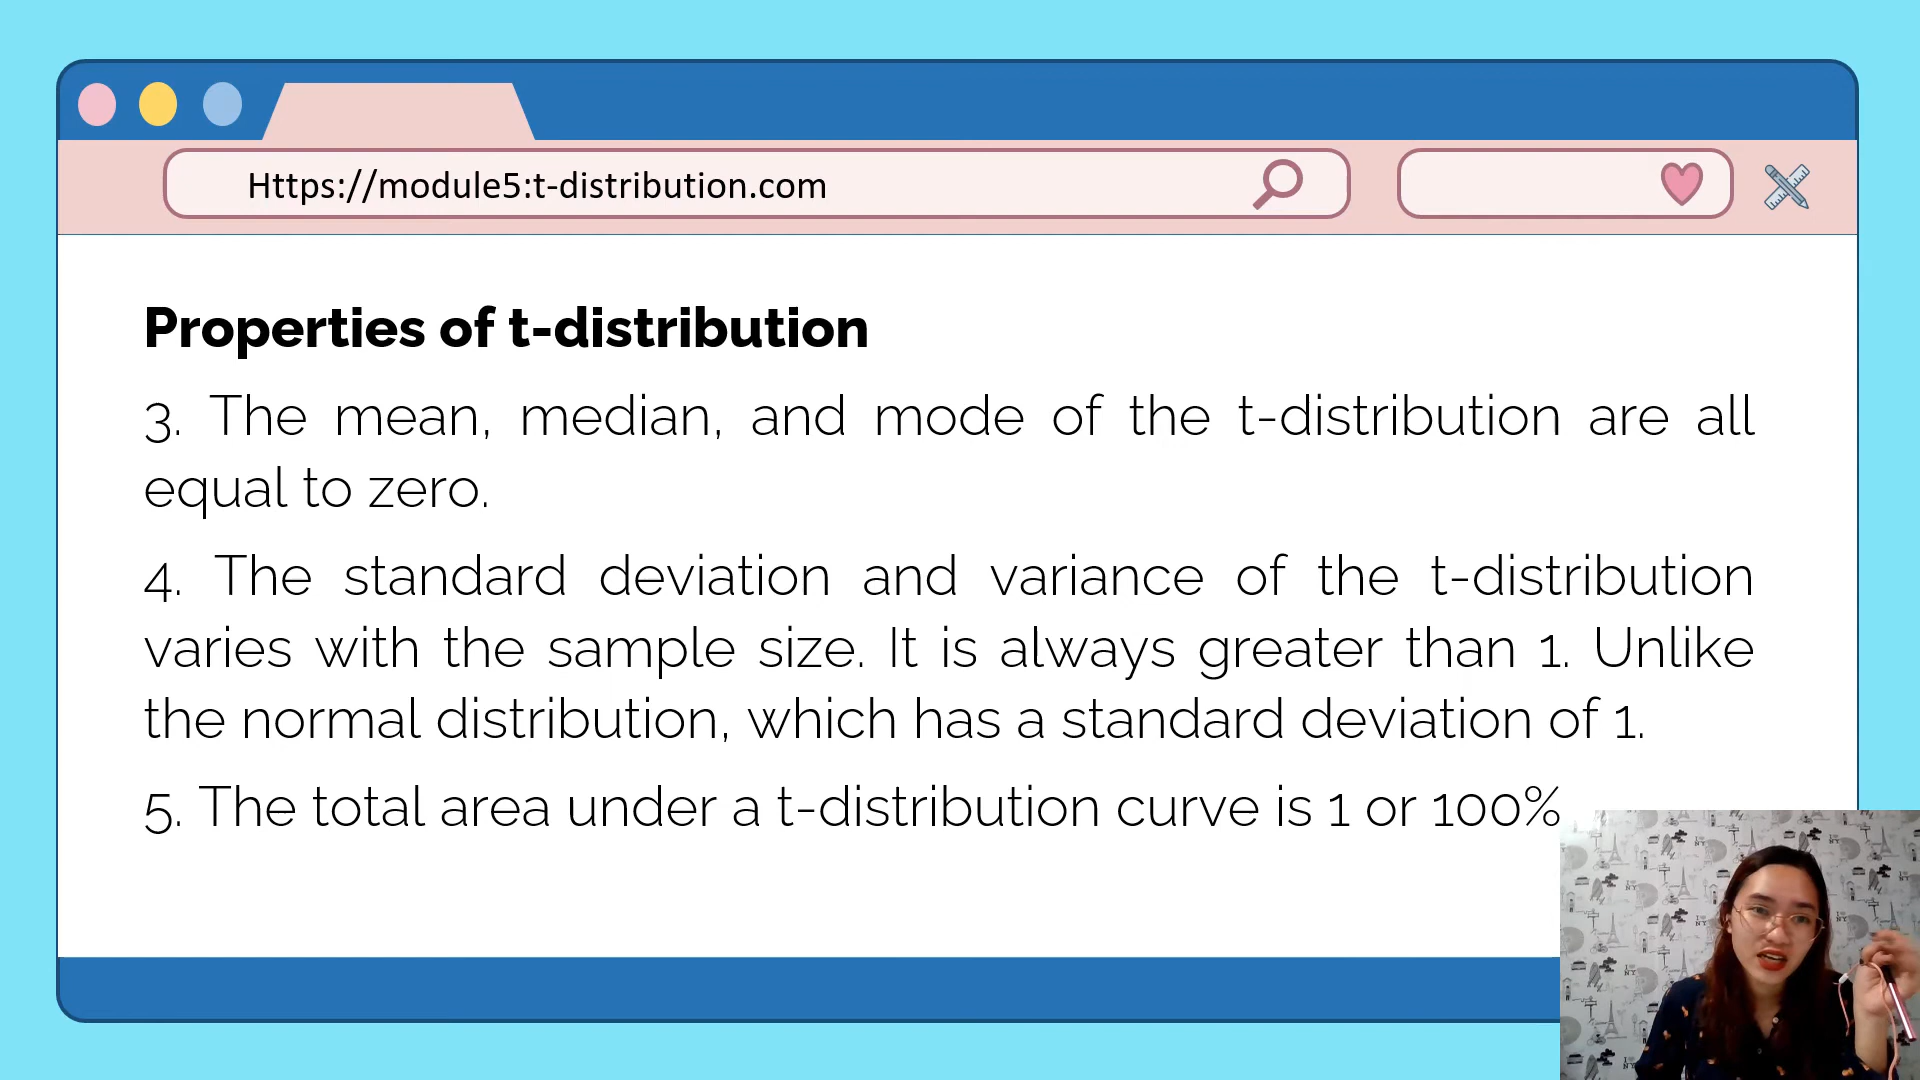 Https://module5:t-distribution.com
Properties of t-distribution
3. The mean, median, and mode of the t-distribution are all
equal to zero.
4. The standard deviation and variance of the t-distribution
varies with the sample size. It is always greater than 1. Unlike
the normal distribution, which has a standard deviation of 1.
5. The total area under a t-distribution curve is 1 or 100%